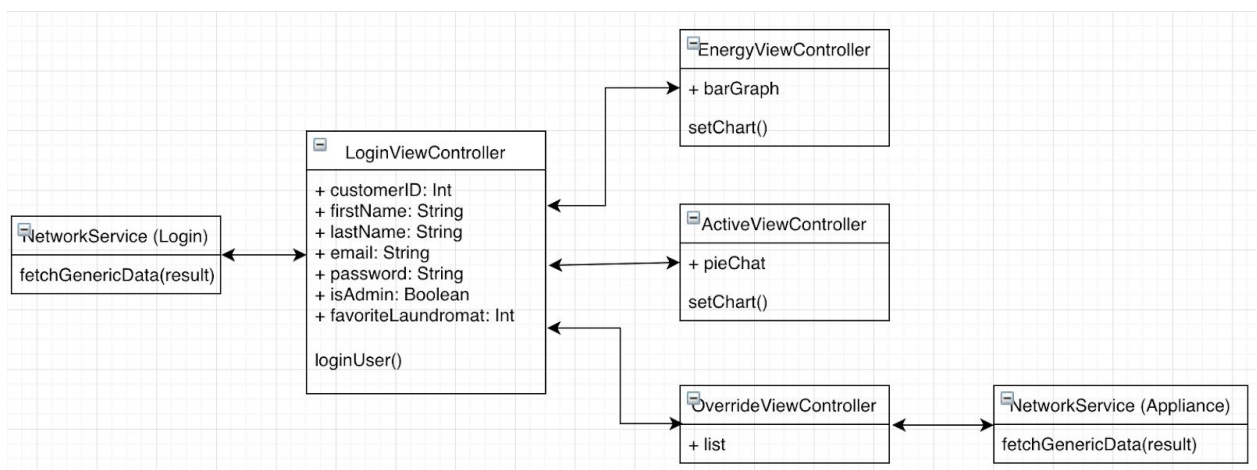 EnergyViewController
+ barGraph
setChart()
LoginViewController
+ customerID: Int
+ firstName: String
+ lastName: String
+ email: String
+ password: String
+ isAdmin: Boolean
+ favoriteLaundromat: Int
loginUser()
NetworkService (Login)
fetchGenericData(result)
ActiveViewController
+ pieChat
setChart()
OverrideViewController
+ list
NetworkService (Appliance)
fetchGenericData(result)